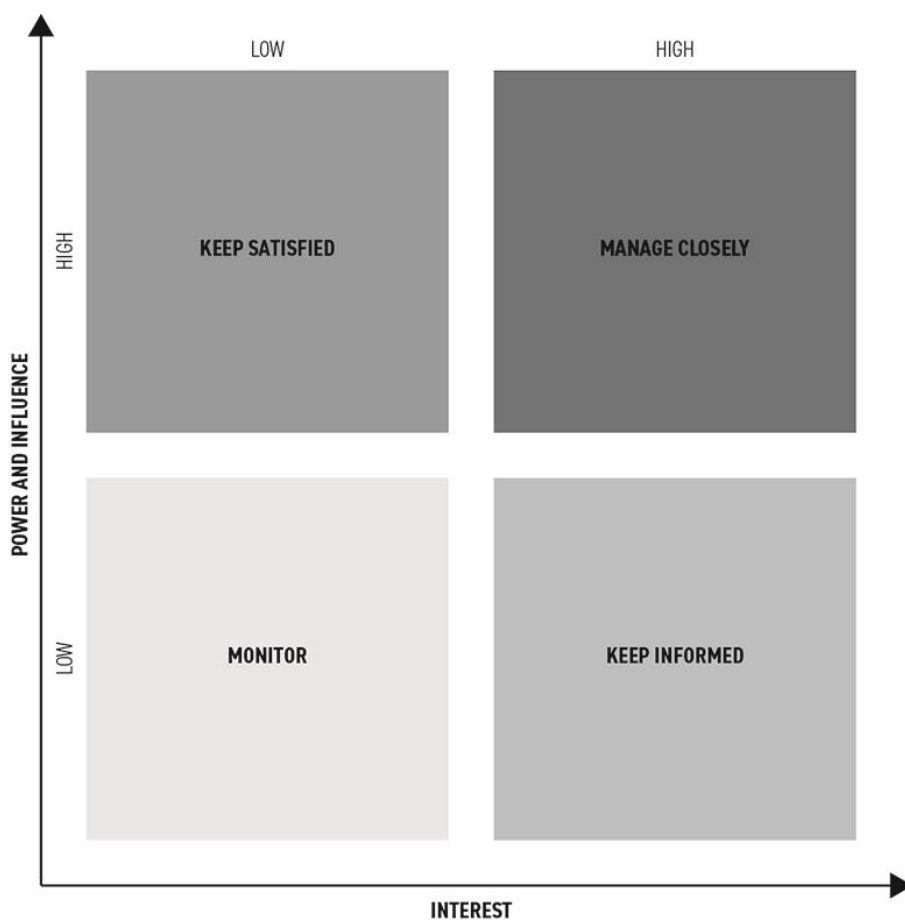 LOW
HIGH
HIGH
KEEP SATISFIED
MANAGE CLOSELY
POWER AND INFLUENCE
LOW
MONITOR
KEEP INFORMED
INTEREST